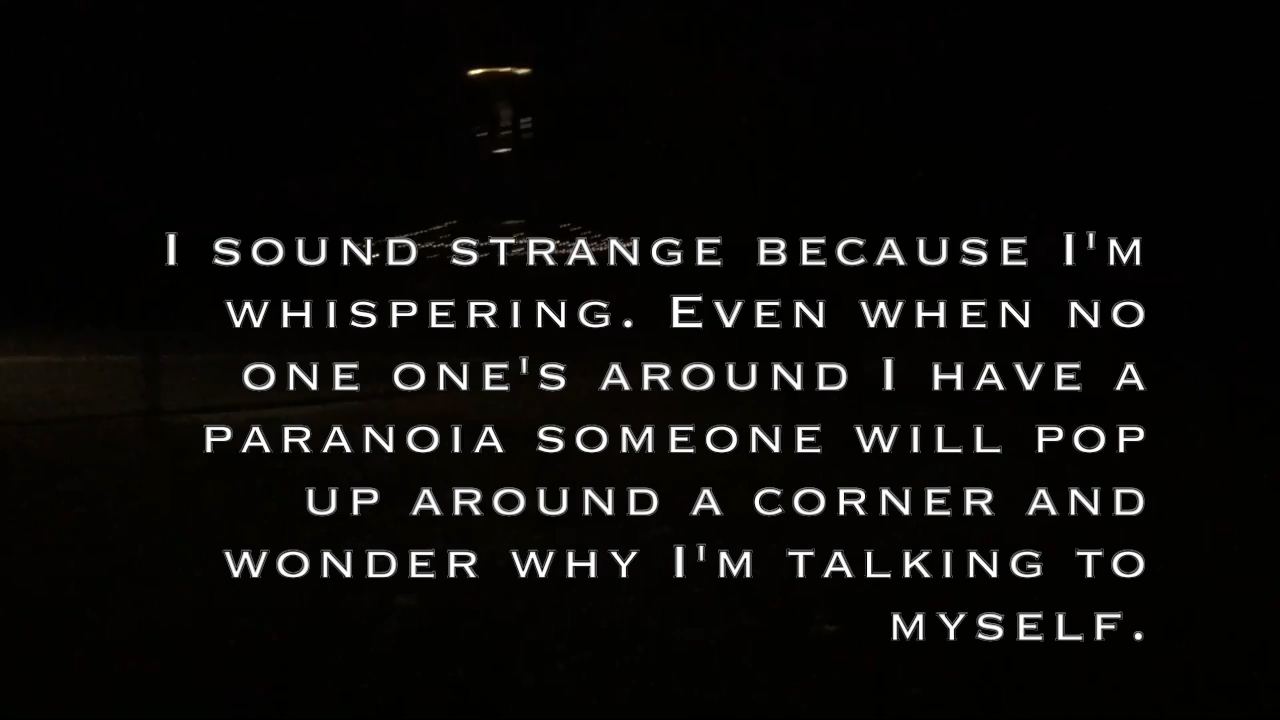 I sound strange because I'm
whispering. Even when no
one one's around I have a
paranoia someone will pop
up around a corner and
wonder why I'm talking to
myself.